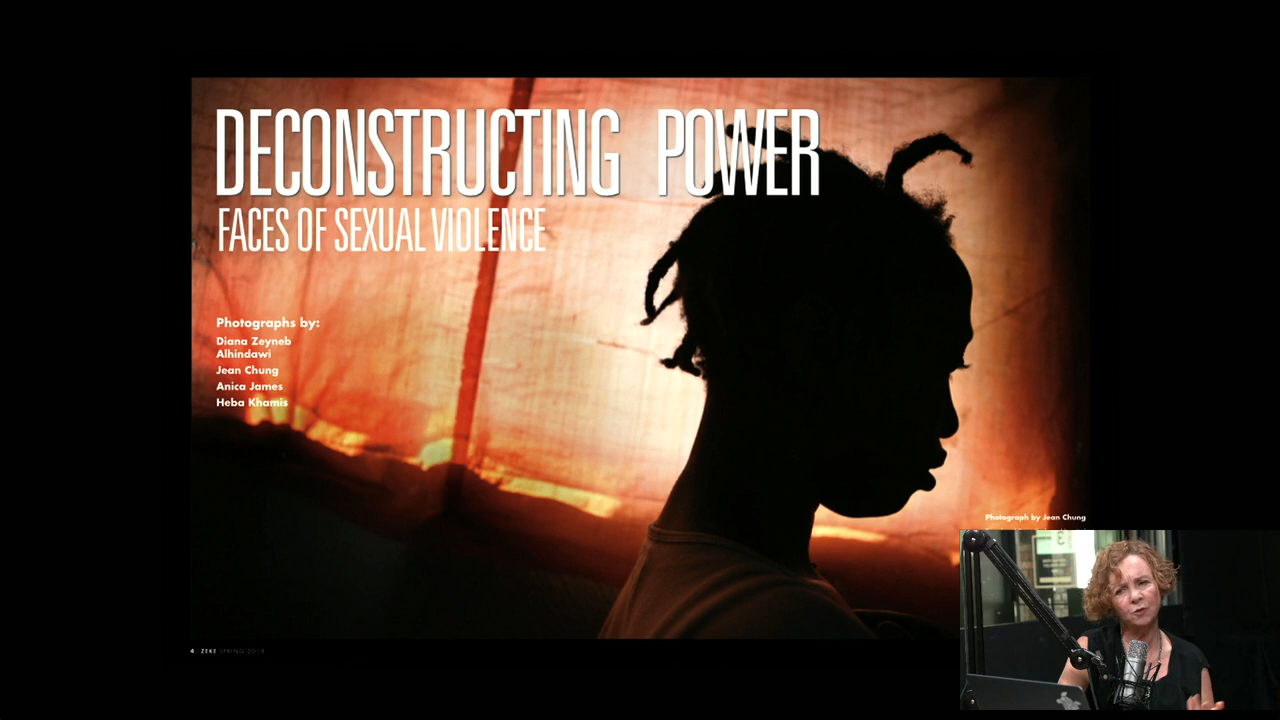 DECONSTRUCTING POWER
FACES OF SEXUAL VIOLENCE
Photographs by:
Diana Zeyneb
Alhindawi
Jean Chung
Anica James
Heba Khamis
Photograph by Jean Chung
4 | ZEKE SPRING 2019